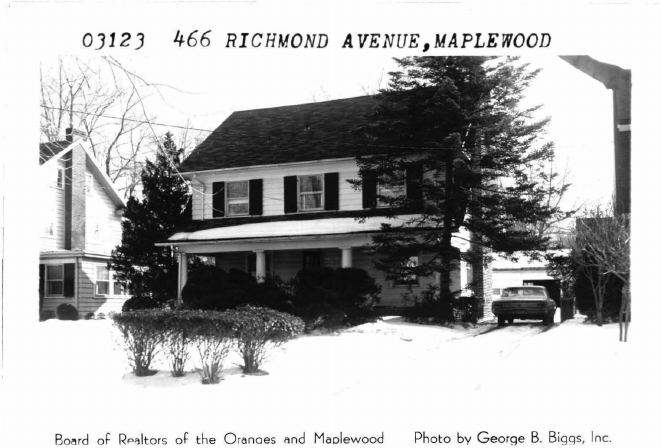 03123 466 RICHMOND AVENUE, MAPLEWOOD
Board of Realtors of the Oranges and Maplewood Photo by George B. Biggs, Inc.